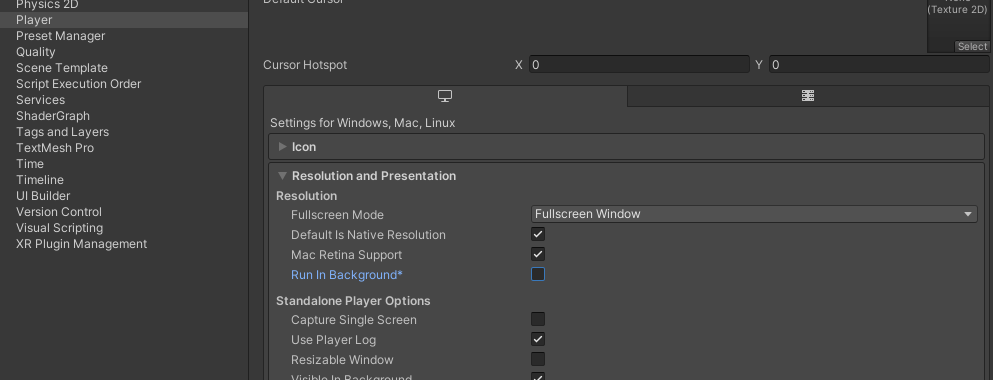 Physics 2D
Player
Preset Manager
Quality
Scene Template
Script Execution Order
Services
ShaderGraph
Tags and Layers
TextMesh Pro
Time
Timeline
UI Builder
Version Control
Visual Scripting
XR Plugin Management
Default Cursor
(Texture 2D)
Select
Cursor Hotspot X 0 Y 0
Settings for Windows, Mac, Linux
Icon
Resolution and Presentation
Resolution
Fullscreen Mode Fullscreen Window
Default Is Native Resolution
Mac Retina Support
Run In Background*
Standalone Player Options
Capture Single Screen
Use Player Log
Resizable Window
Visible In Background